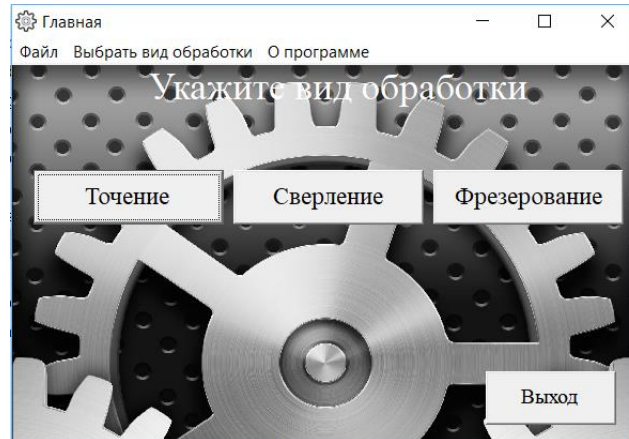 Главная
Файл Выбрать вид обработки О программе
Укажите вид обработки
Точение Сверление Фрезерование
Выход